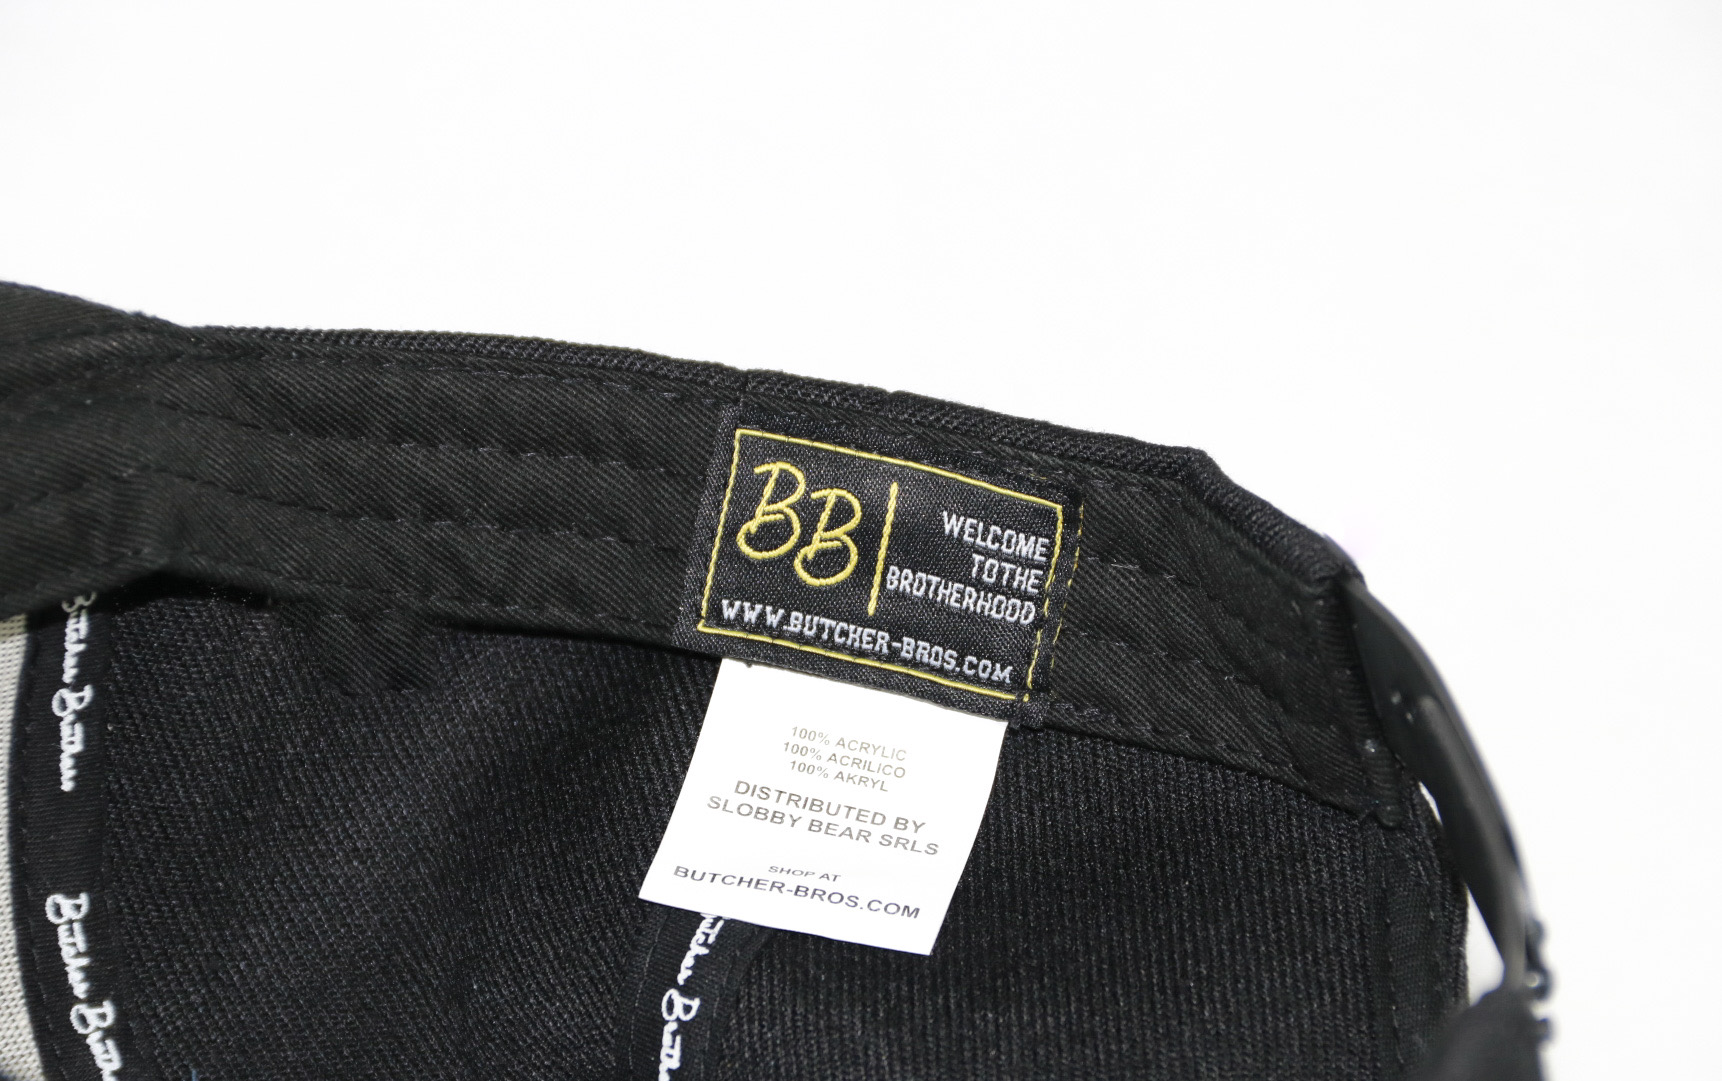 BB
WELCOME
TO THE
BROTHERHOOD
WWW.BUTCHER-BROS.COM
100% ACRYLIC
100% ACRILICO
100% AKRYL
DISTRIBUTED BY
SLOBBY BEAR SRLS
SHOP AT
BUTCHER-BROS.COM